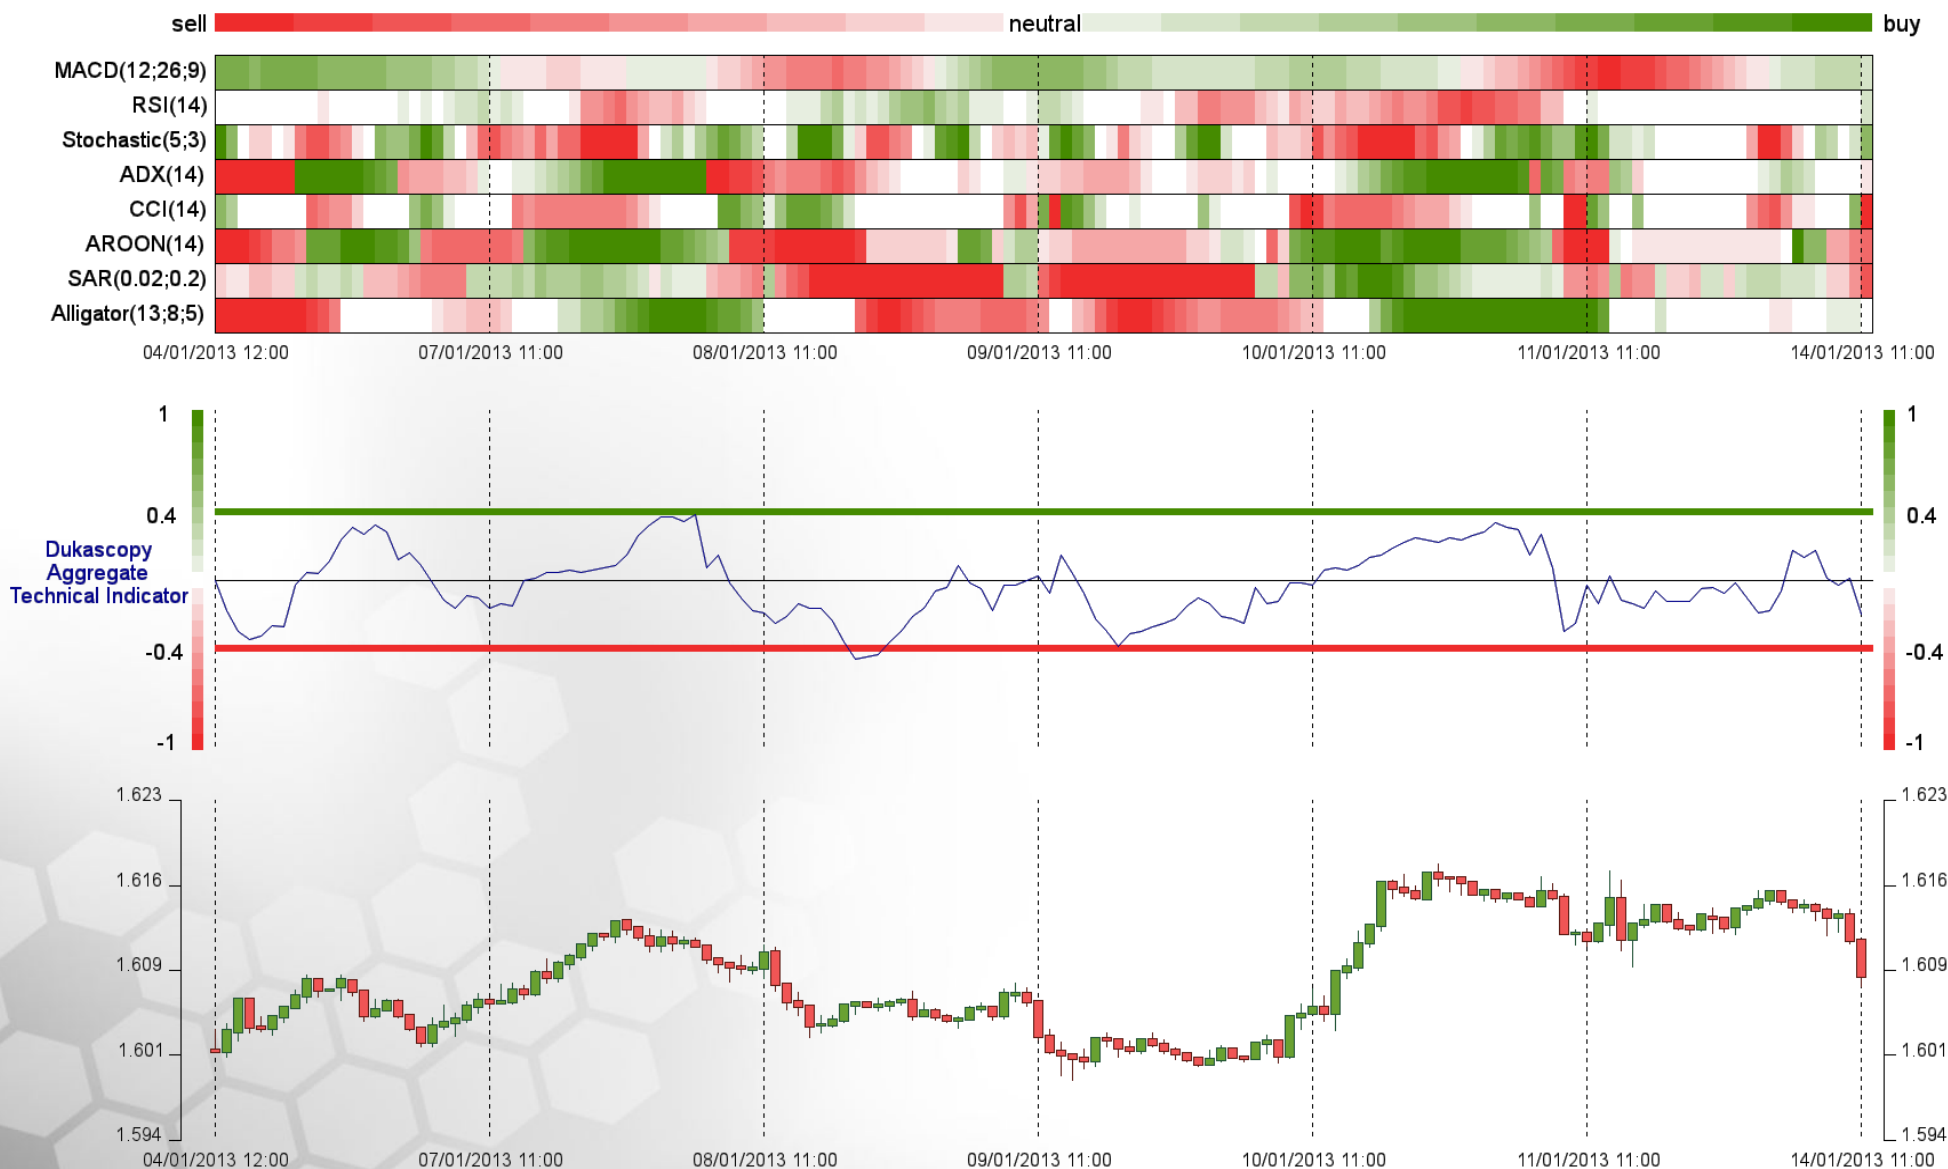 sell neutral buy
MACD(12;26;9)
RSI(14)
Stochastic(5;3)
ADX(14)
CCI(14)
AROON(14)
SAR(0.02;0.2)
Alligator(13;8;5)
04/01/2013 12:00 07/01/2013 11:00 08/01/2013 11:00 09/01/2013 11:00 10/01/2013 11:00 11/01/2013 11:00 14/01/2013 11:00
1 1
0.4 0.4
Dukascopy
Aggregate
Technical Indicator
-0.4 -0.4
-1 -1
1.623 1.623
1.616 1.616
1.609 1.609
1.601 1.601
1.594 1.594
04/01/2013 12:00 07/01/2013 11:00 08/01/2013 11:00 09/01/2013 11:00 10/01/2013 11:00 11/01/2013 11:00 14/01/2013 11:00